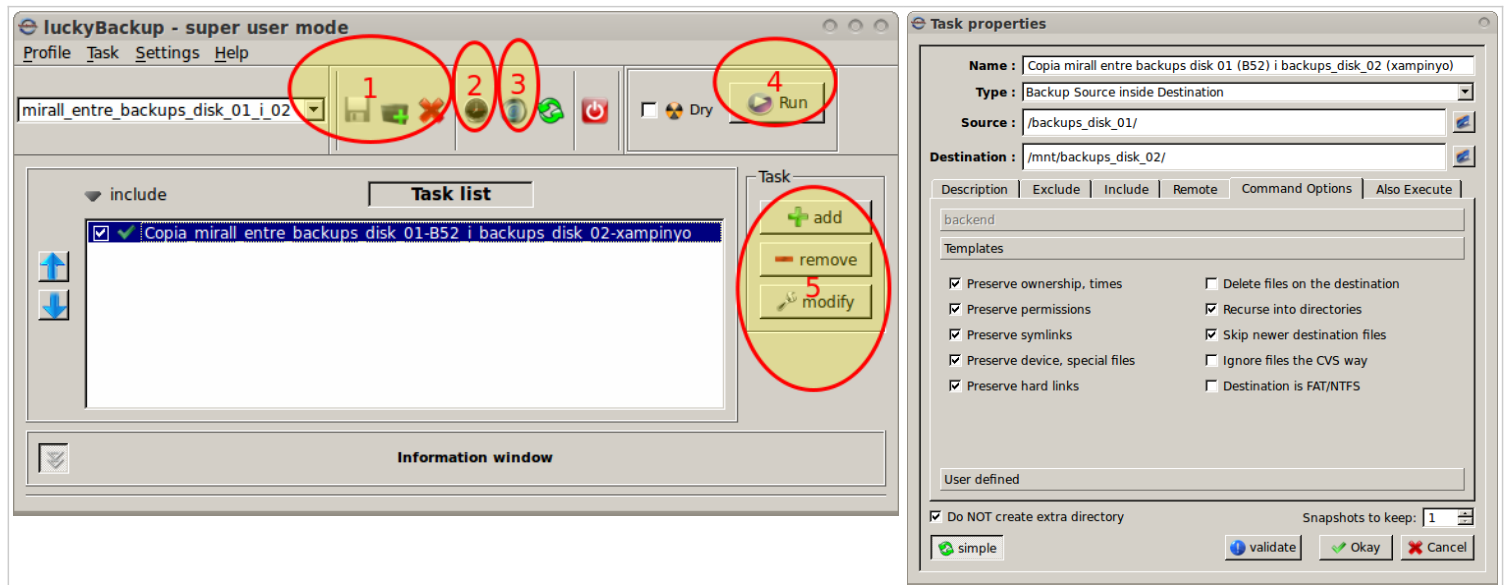 luckyBackup - super user mode
Profile Task Settings Help
1
2
3
4
mirall_entre_backups_disk_01_i_02
Dry
Run
include
Task list
Task
Copia mirall entre backups disk 01-B52 i backups disk 02-xampinyo
add
remove
5
modify
Information window
Task properties
Name : Copia mirall entre backups disk 01 (B52) i backups_disk_02 (xampinyo)
Type : Backup Source inside Destination
Source : /backups_disk_01/
Destination : /mnt/backups_disk_02/
Description Exclude Include Remote Command Options Also Execute
backend
Templates
Preserve ownership, times Delete files on the destination
Preserve permissions Recurse into directories
Preserve symlinks Skip newer destination files
Preserve device, special files Ignore files the CVS way
Preserve hard links Destination is FAT/NTFS
User defined
Do NOT create extra directory Snapshots to keep: 1
simple validate Okay Cancel